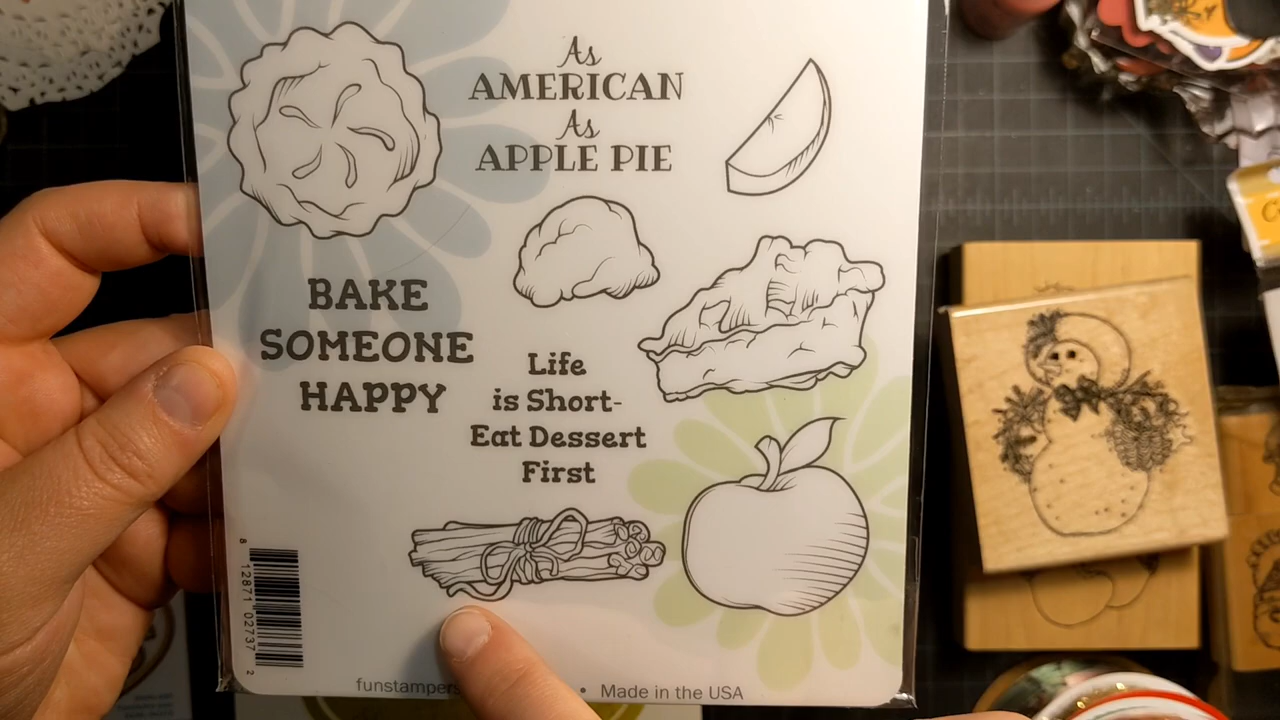 As
AMERICAN
As
APPLE PIE
BAKE
SOMEONE
HAPPY
Life
is Short-
Eat Dessert
First
8 12871 02737 2
funstampers • Made in the USA